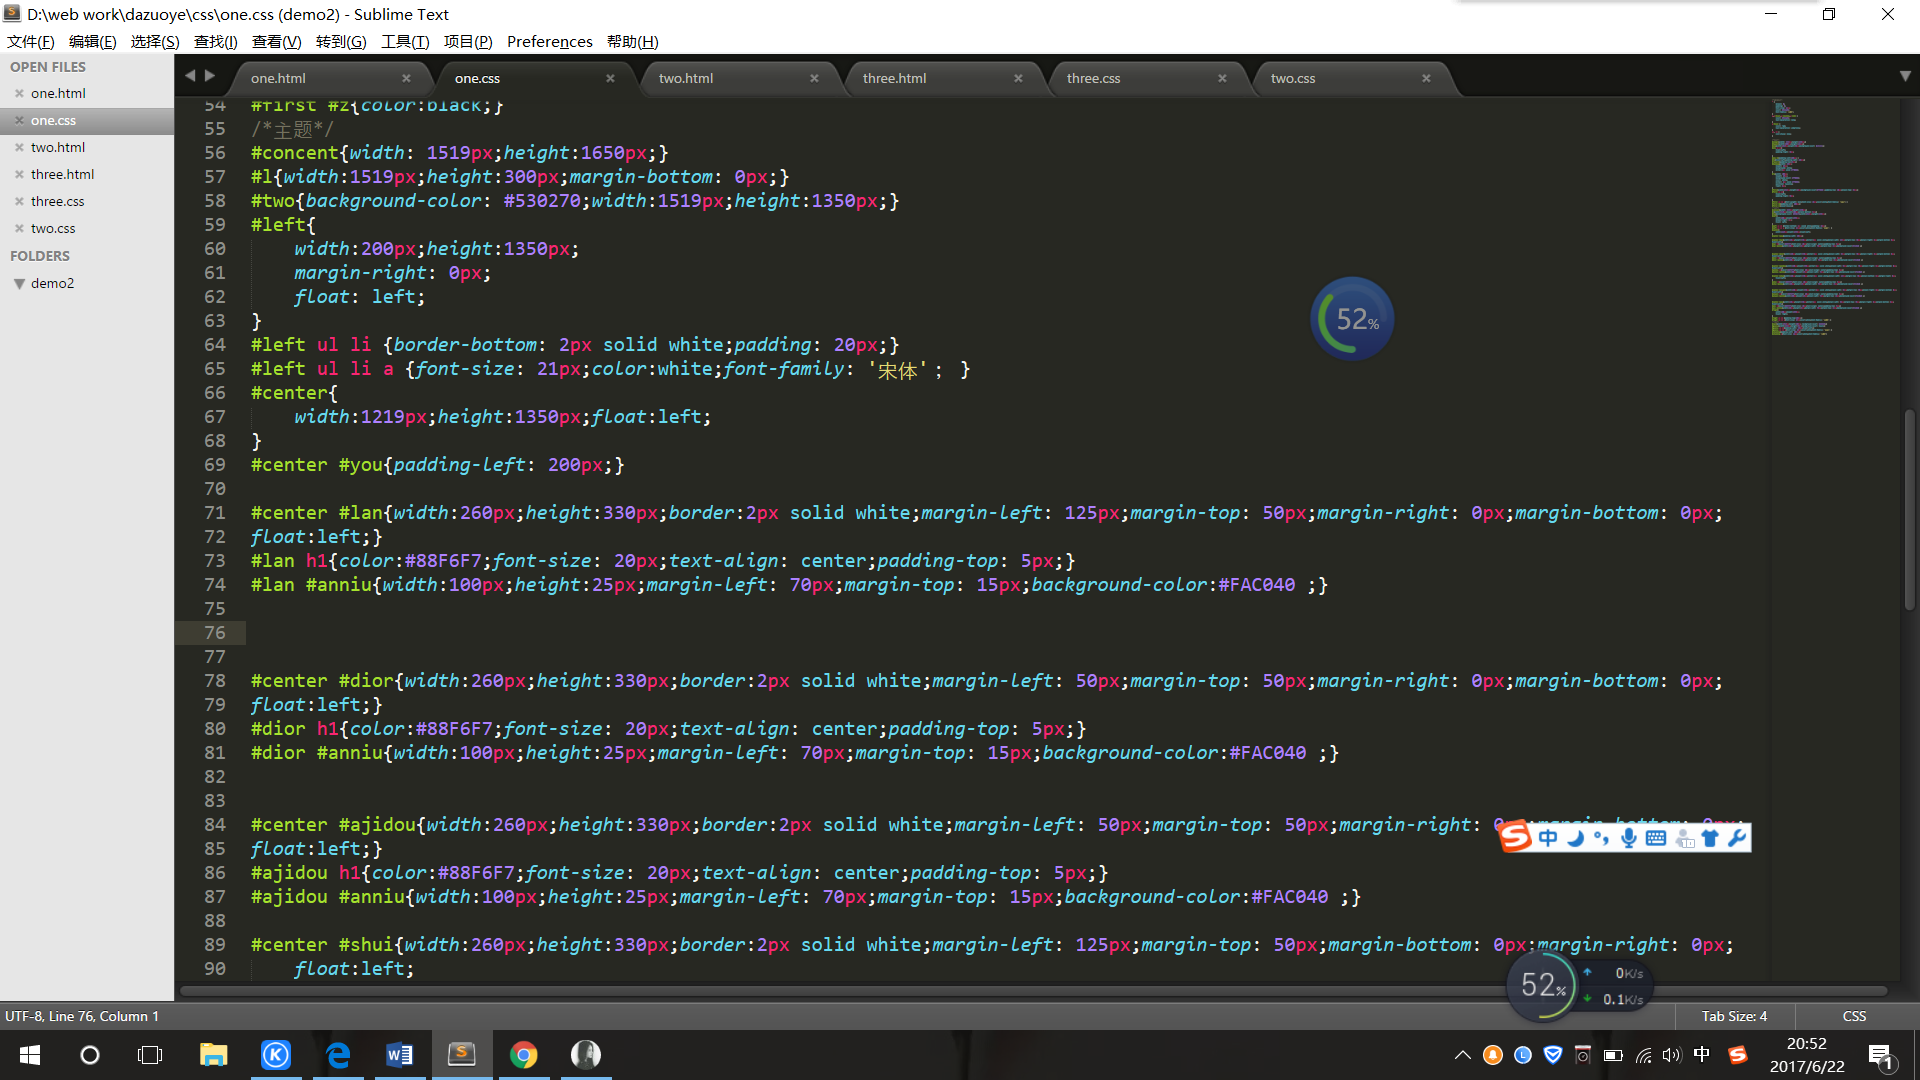 D:\web work\dazuoye\css\one.css (demo2) - Sublime Text
文件(F) 编辑(E) 选择(S) 查找(I) 查看(V) 转到(G) 工具(T) 项目(P) Preferences 帮助(H)
OPEN FILES
one.html
one.css
two.html
three.html
three.css
two.css
FOLDERS
demo2
one.html one.css two.html three.html three.css two.css
54 #first #z{color:black;}
55 /*主题*/
56 #concent{width: 1519px;height:1650px;}
57 #l{width:1519px;height:300px;margin-bottom: 0px;}
58 #two{background-color: #530270;width:1519px;height:1350px;}
59 #left{
60 width:200px;height:1350px;
61 margin-right: 0px;
62 float: left;
63 }
64 #left ul li {border-bottom: 2px solid white;padding: 20px;}
65 #left ul li a {font-size: 21px;color:white;font-family: '宋体' ; }
66 #center{
67 width:1219px;height:1350px;float:left;
68 }
69 #center #you{padding-left: 200px;}
70
71 #center #lan{width:260px;height:330px;border:2px solid white;margin-left: 125px;margin-top: 50px;margin-right: 0px;margin-bottom: 0px;
72 float:left;}
73 #lan h1{color:#88F6F7;font-size: 20px;text-align: center;padding-top: 5px;}
74 #lan #anniu{width:100px;height:25px;margin-left: 70px;margin-top: 15px;background-color:#FAC040 ;}
75
76
77
78 #center #dior{width:260px;height:330px;border:2px solid white;margin-left: 50px;margin-top: 50px;margin-right: 0px;margin-bottom: 0px;
79 float:left;}
80 #dior h1{color:#88F6F7;font-size: 20px;text-align: center;padding-top: 5px;}
81 #dior #anniu{width:100px;height:25px;margin-left: 70px;margin-top: 15px;background-color:#FAC040 ;}
82
83
84 #center #ajidou{width:260px;height:330px;border:2px solid white;margin-left: 50px;margin-top: 50px;margin-right: 0px;margin-bottom: 0px;
85 float:left;}
86 #ajidou h1{color:#88F6F7;font-size: 20px;text-align: center;padding-top: 5px;}
87 #ajidou #anniu{width:100px;height:25px;margin-left: 70px;margin-top: 15px;background-color:#FAC040 ;}
88
89 #center #shui{width:260px;height:330px;border:2px solid white;margin-left: 125px;margin-top: 50px;margin-bottom: 0px;margin-right: 0px;
90 float:left;
52%
中
52%
0K/s
0.1K/s
UTF-8, Line 76, Column 1
Tab Size: 4
CSS
中
20:52
2017/6/22
1